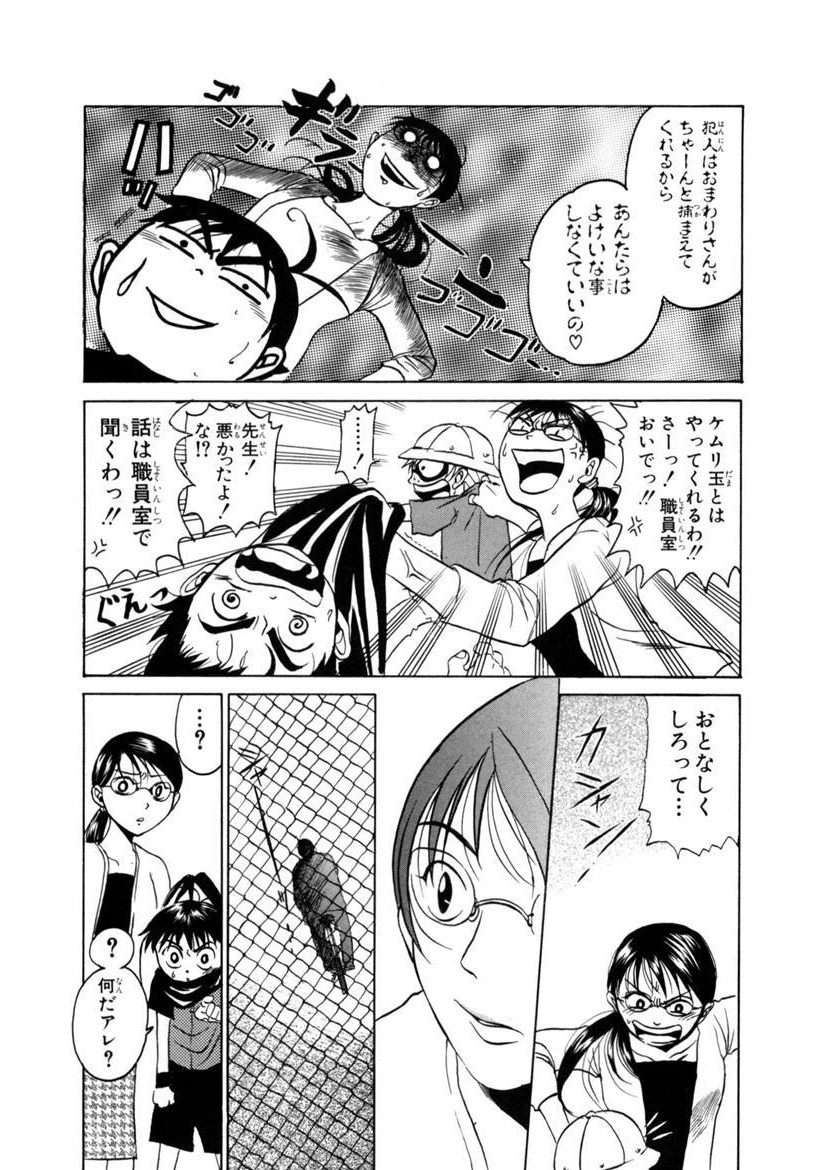 犯人はおまわりさんが
ちゃーんと捕まえて
くれるから
あんたらは
よけいな事
しなくていいの♡
ギラ
ゴゴゴ
ハハッ
ゴゴゴゴ
ケムリ玉とは
やってくれるわ!!
さーっ!職員室
おいでっ!!
……!
先生!
悪かったよ!
な!?
話は職員室で
聞くわっ!!
ぐえっ
おとなしく
しろって…
カシャン
シャ
…?
?
何だアレ?